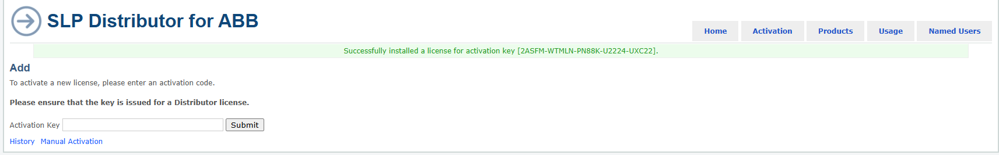 SLP Distributor for ABB
Home Activation Products Usage Named Users
Successfully installed a license for activation key [2ASFM-WTMLN-PN88K-U2224-UXC22].
Add
To activate a new license, please enter an activation code.
Please ensure that the key is issued for a Distributor license.
Activation Key Submit
History Manual Activation